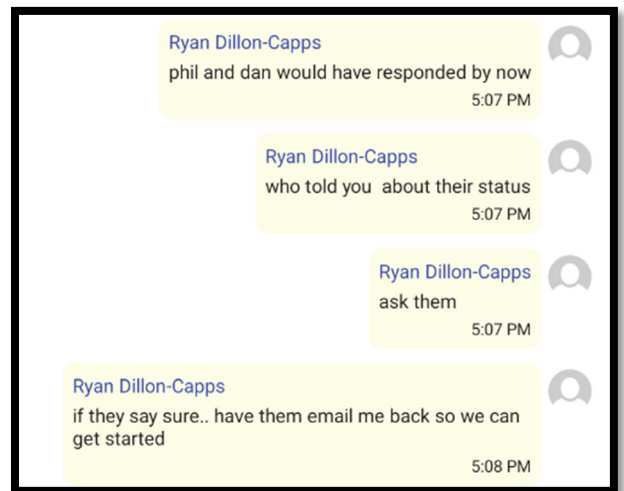 Ryan Dillon-Capps
phil and dan would have responded by now
5:07 PM
Ryan Dillon-Capps
who told you  about their status
5:07 PM
Ryan Dillon-Capps
ask them
5:07 PM
Ryan Dillon-Capps
if they say sure.. have them email me back so we can
get started
5:08 PM